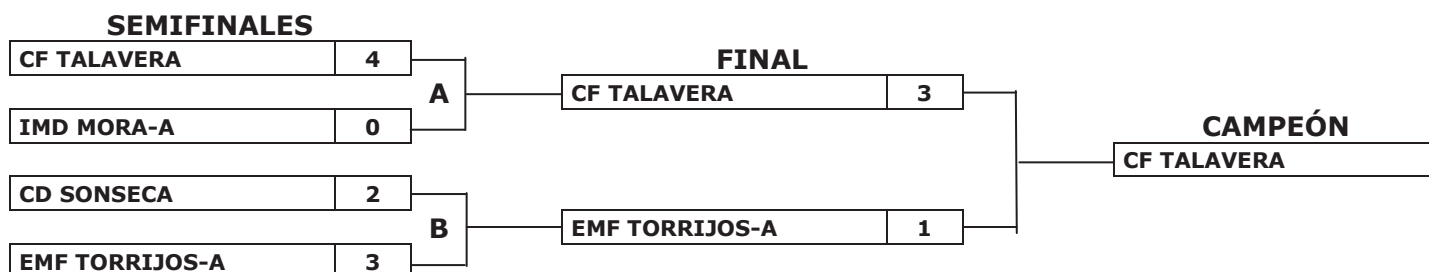 SEMIFINALES
CF TALAVERA 4
A
IMD MORA-A 0
CD SONSECA 2
B
EMF TORRIJOS-A 3
FINAL
CF TALAVERA 3
EMF TORRIJOS-A 1
CAMPEÓN
CF TALAVERA